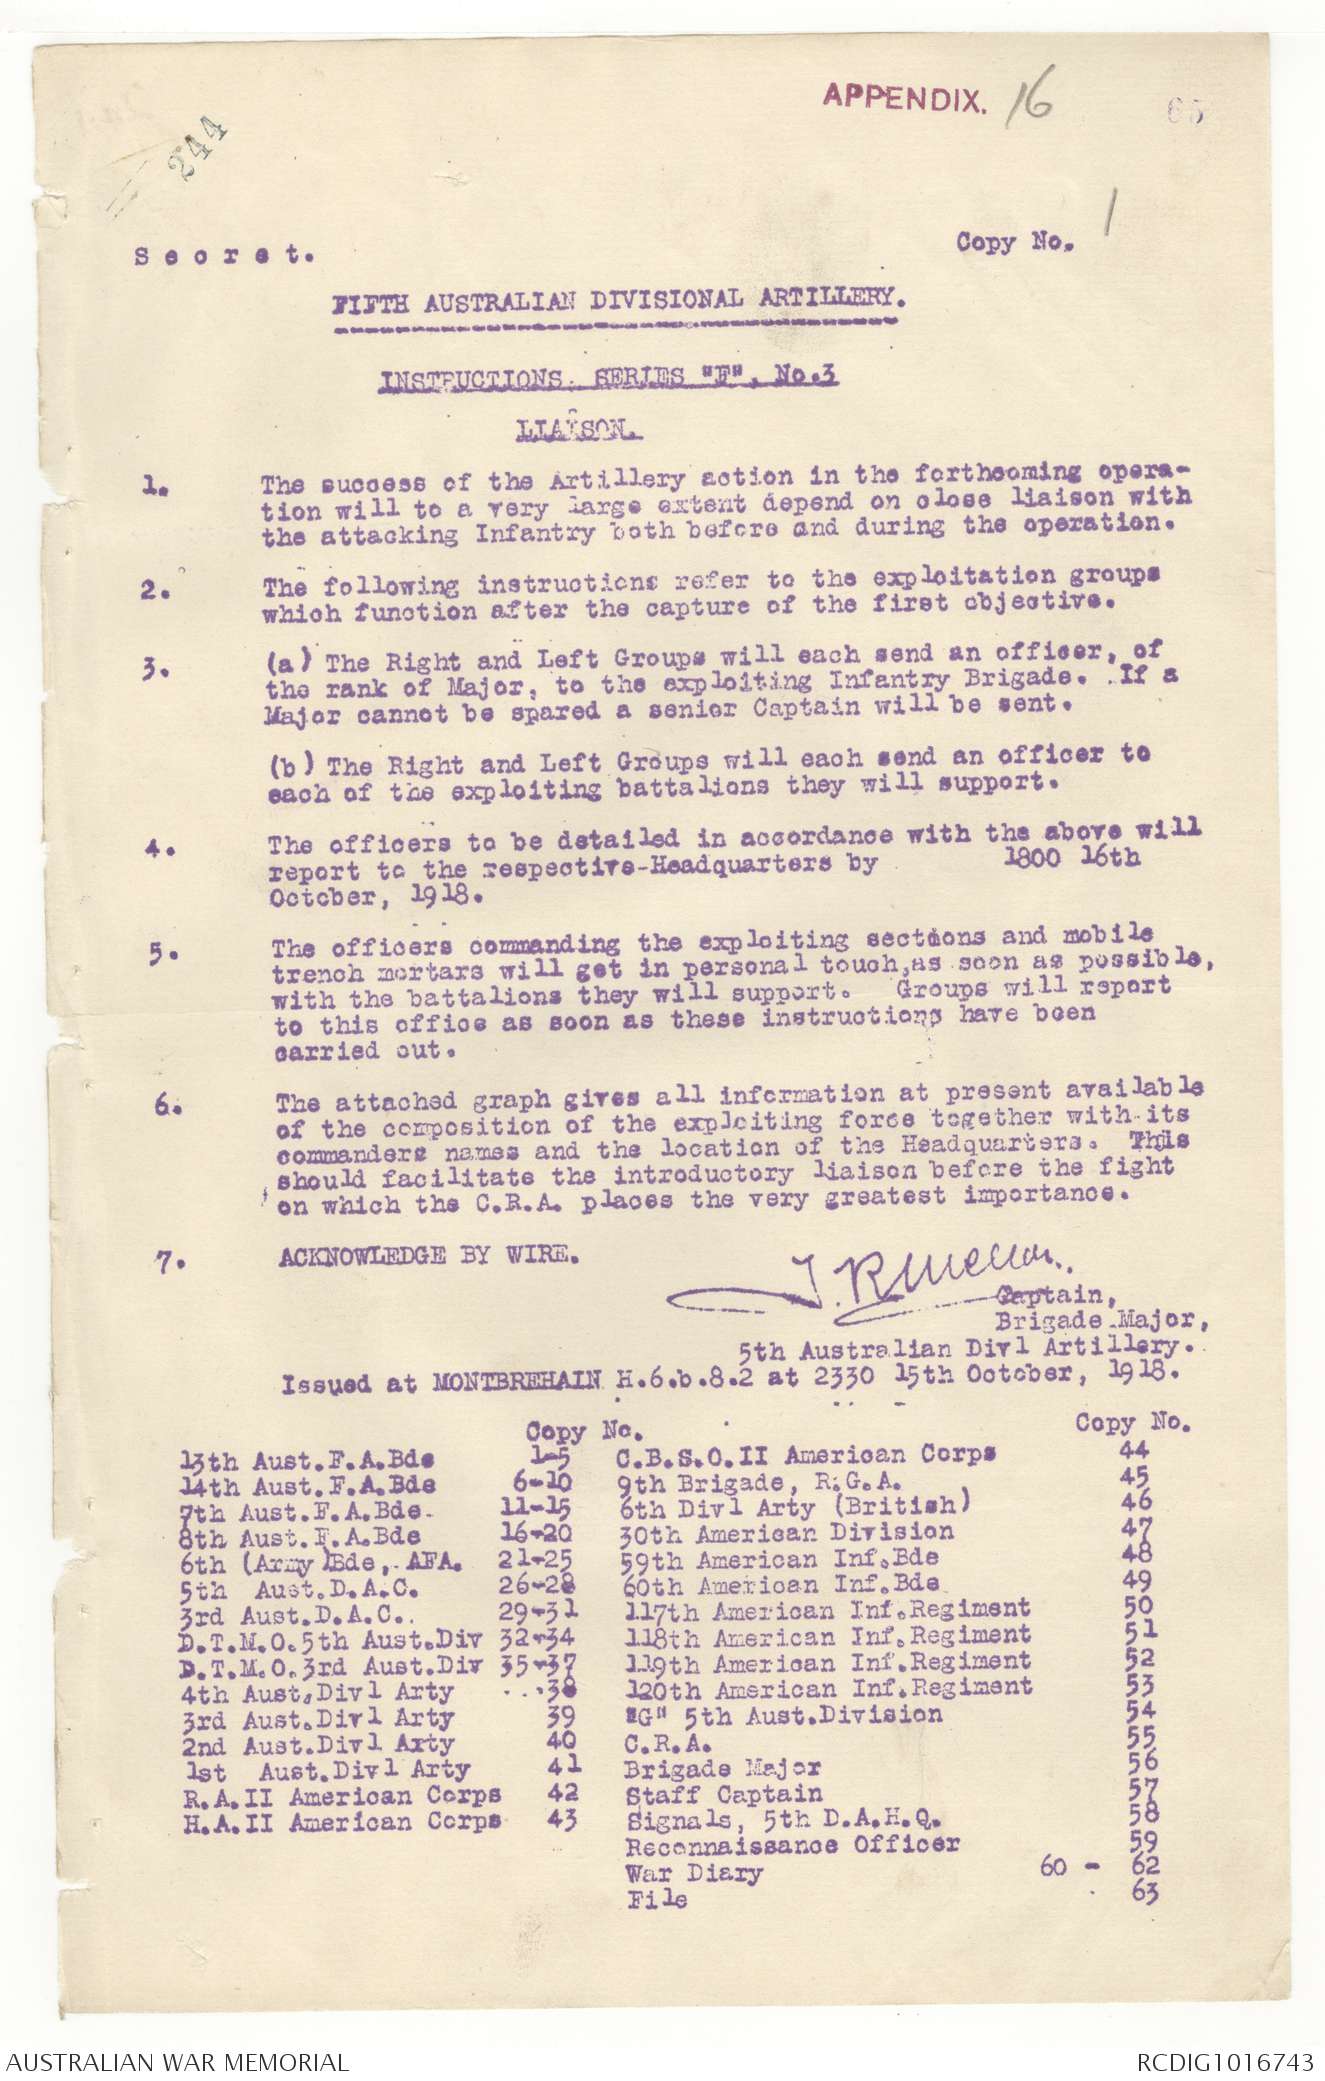 APPENDIX. 16
65
244
Secret.
Copy No. 1
FIFTH AUSTRALIAN DIVISIONAL ARTILLERY.
INSTRUCTIONS, SERIES "F", No.3
LIAISON.
1. The success of the Artillery action in the forthcoming opera-
tion will to a very large extent depend on close liaison with
the attacking Infantry both before and during the operation.
2. The following instructions refer to the exploitation groups
which function after the capture of the first objective.
3. (a) The Right and Left Groups will each send an officer, of
the rank of Major, to the exploiting Infantry Brigade. If a
Major cannot be spared a senior Captain will be sent.
(b) The Right and Left Groups will each send an officer to
each of the exploiting battalions they will support.
4. The officers to be detailed in accordance with the above will
report to the respective-Headquarters by 1800 16th
October, 1918.
5. The officers commanding the exploiting sections and mobile
trench mortars will get in personal touch, as soon as possible,
with the battalions they will support. Groups will report
to this office as soon as these instructions have been
carried out.
6. The attached graph gives all information at present available
of the composition of the exploiting force together with its
commanders names and the location of the Headquarters. This
should facilitate the introductory liaison before the fight
on which the C.R.A. places the very greatest importance.
7. ACKNOWLEDGE BY WIRE.
Captain,
Brigade Major,
5th Australian Divl Artillery.
Issued at MONTBREHAIN H.6.b.8.2 at 2330 15th October, 1918.
Copy No. Copy No.
13th Aust.F.A.Bde 1-5 C.B.S.O.II American Corps 44
14th Aust.F.A.Bde 6-10 9th Brigade, R.G.A. 45
7th Aust.F.A.Bde. 11-15 6th Divl Arty (British) 46
8th Aust.F.A.Bde 16-20 30th American Division 47
6th (Army)Bde, AFA. 21-25 59th American Inf.Bde 48
5th Aust.D.A.C. 26-28 60th American Inf.Bde 49
3rd Aust.D.A.C. 29-31 117th American Inf.Regiment 50
D.T.M.O.5th Aust.Div 32-34 118th American Inf.Regiment 51
D.T.M.O.3rd Aust.Div 35-37 119th American Inf.Regiment 52
4th Aust.Divl Arty ...38 120th American Inf.Regiment 53
3rd Aust.Divl Arty 39 "G" 5th Aust.Division 54
2nd Aust.Divl Arty 40 C.R.A. 55
1st Aust.Divl Arty 41 Brigade Major 56
R.A.II American Corps 42 Staff Captain 57
H.A.II American Corps 43 Signals, 5th D.A.H.Q. 58
Reconnaissance Officer 59
War Diary 60 - 62
File 63
AUSTRALIAN WAR MEMORIAL
RCDIG1016743